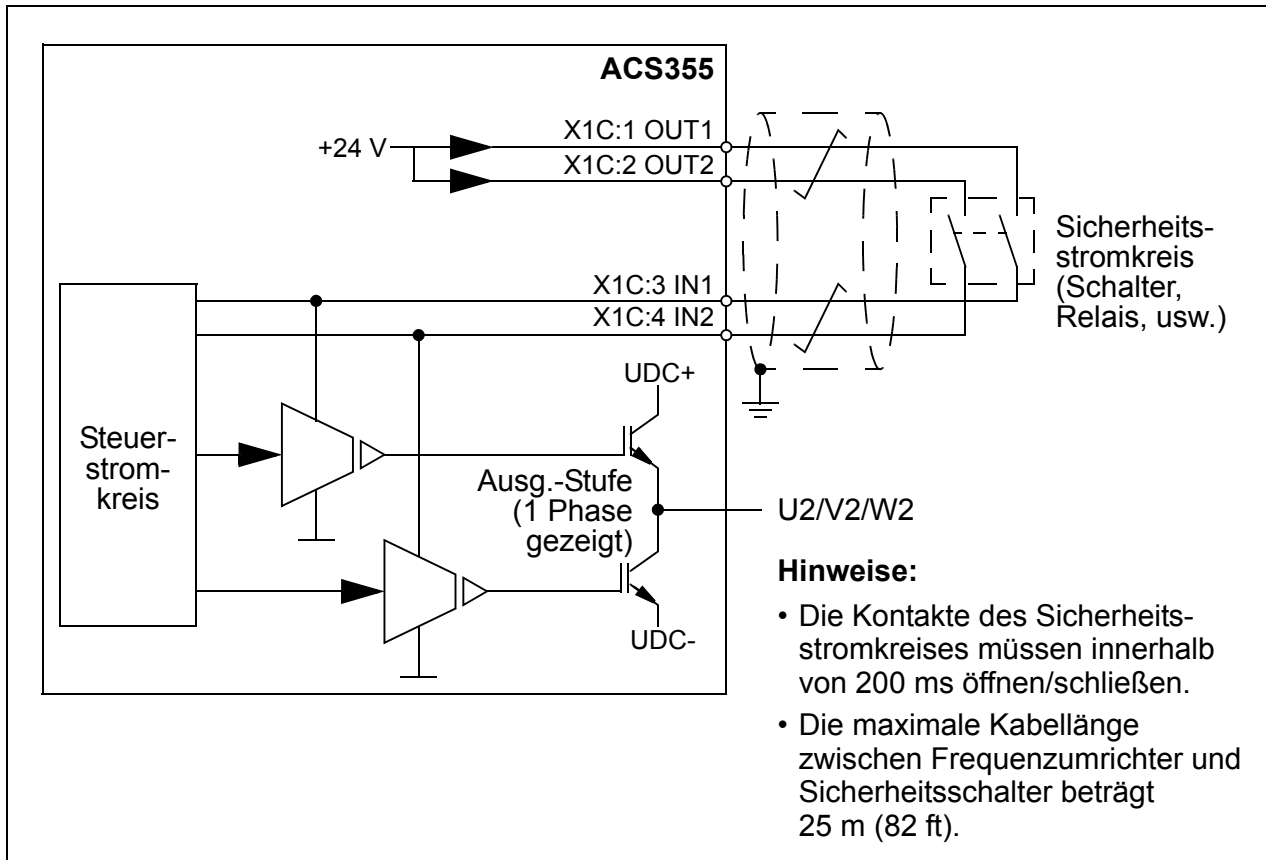 ACS355
+24 V
X1C:1 OUT1
X1C:2 OUT2
X1C:3 IN1
X1C:4 IN2
Sicherheits-
stromkreis
(Schalter,
Relais, usw.)
Steuer-
strom-
kreis
UDC+
Ausg.-Stufe
(1 Phase
gezeigt)
U2/V2/W2
UDC-
Hinweise:
• Die Kontakte des Sicherheits-
stromkreises müssen innerhalb
von 200 ms öffnen/schließen.
• Die maximale Kabellänge
zwischen Frequenzumrichter und
Sicherheitsschalter beträgt
25 m (82 ft).